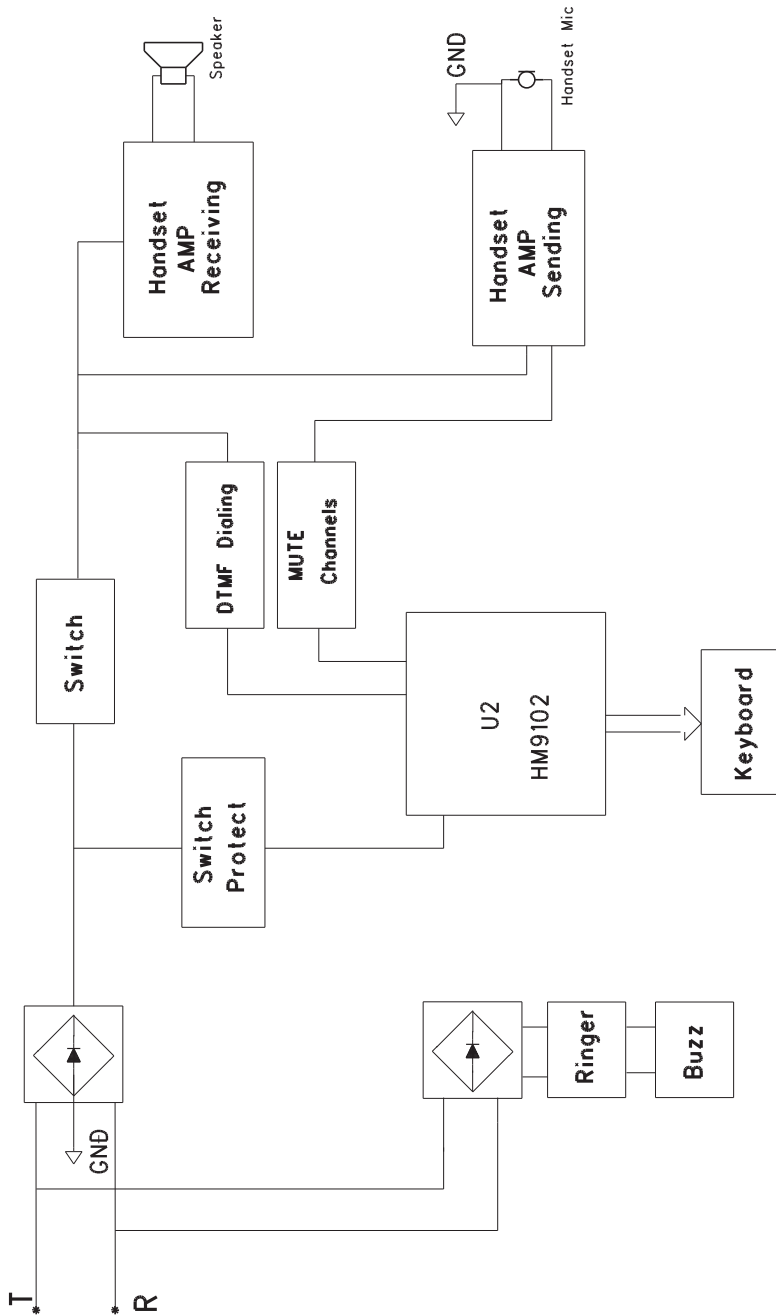 T
R
GND
Switch
Switch
Protect
DTMF Dialing
MUTE
Channels
U2
HM9102
Keyboard
Ringer
Buzz
Handset
AMP
Receiving
Speaker
Handset
AMP
Sending
GND
Handset Mic